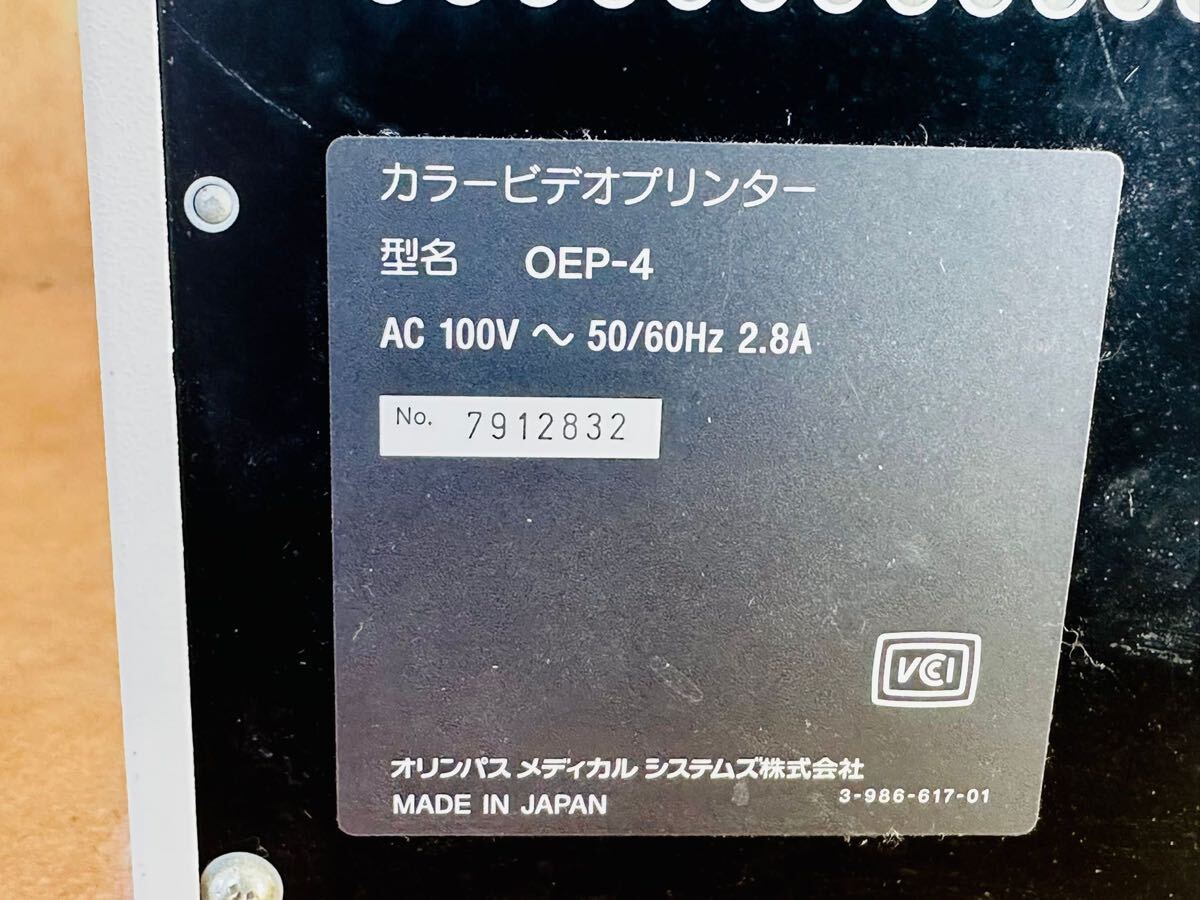 カラービデオプリンター
型名 OEP-4
AC 100V ～ 50/60Hz 2.8A
No. 7912832
VCCI
オリンパス メディカル システムズ株式会社
MADE IN JAPAN 3-986-617-01